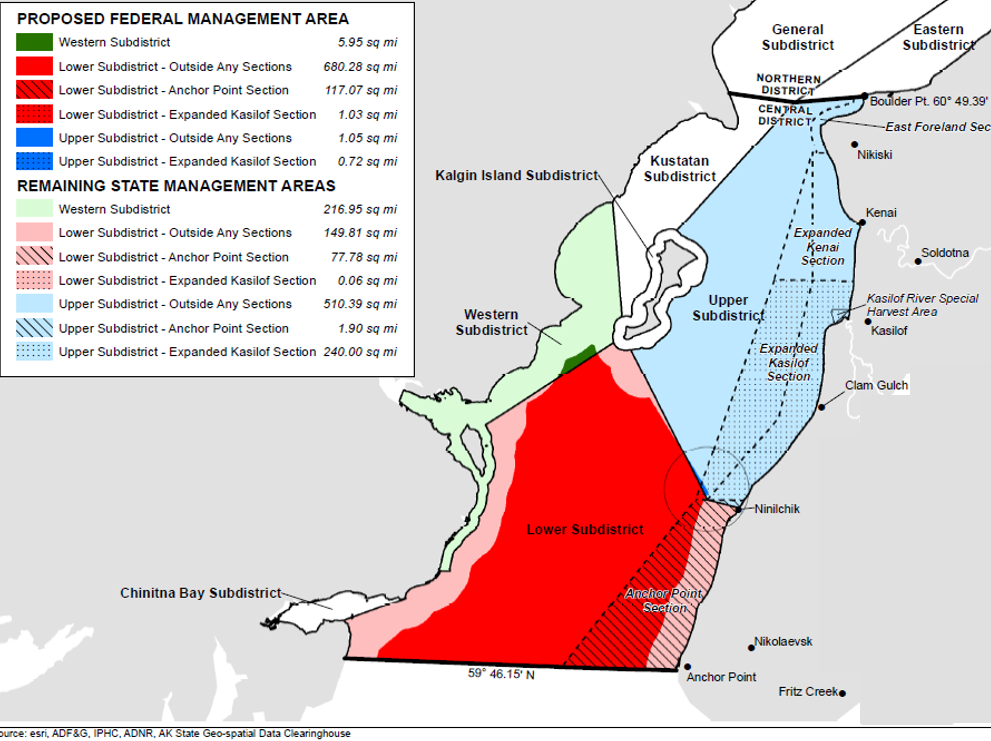 PROPOSED FEDERAL MANAGEMENT AREA
Western Subdistrict 5.95 sq mi
Lower Subdistrict - Outside Any Sections 680.28 sq mi
Lower Subdistrict - Anchor Point Section 117.07 sq mi
Lower Subdistrict - Expanded Kasilof Section 1.03 sq mi
Upper Subdistrict - Outside Any Sections 1.05 sq mi
Upper Subdistrict - Expanded Kasilof Section 0.72 sq mi
REMAINING STATE MANAGEMENT AREAS
Western Subdistrict 216.95 sq mi
Lower Subdistrict - Outside Any Sections 149.81 sq mi
Lower Subdistrict - Anchor Point Section 77.78 sq mi
Lower Subdistrict - Expanded Kasilof Section 0.06 sq mi
Upper Subdistrict - Outside Any Sections 510.39 sq mi
Upper Subdistrict - Anchor Point Section 1.90 sq mi
Upper Subdistrict - Expanded Kasilof Section 240.00 sq mi
General
Subdistrict
Eastern
Subdistrict
NORTHERN
DISTRICT
CENTRAL
DISTRICT
Boulder Pt. 60° 49.39'
East Foreland Sec
Nikiski
Kustatan
Subdistrict
Kalgin Island Subdistrict
Kenai
Expanded
Kenai
Section
Soldotna
Kasilof River Special
Harvest Area
Kasilof
Upper
Subdistrict
Western
Subdistrict
Expanded
Kasilof
Section
Clam Gulch
Ninilchik
Lower Subdistrict
Chinitna Bay Subdistrict
Anchor Point
Section
Nikolaevsk
59° 46.15' N
Anchor Point
Fritz Creek
ource: esri, ADF&G, IPHC, ADNR, AK State Geo-spatial Data Clearinghouse